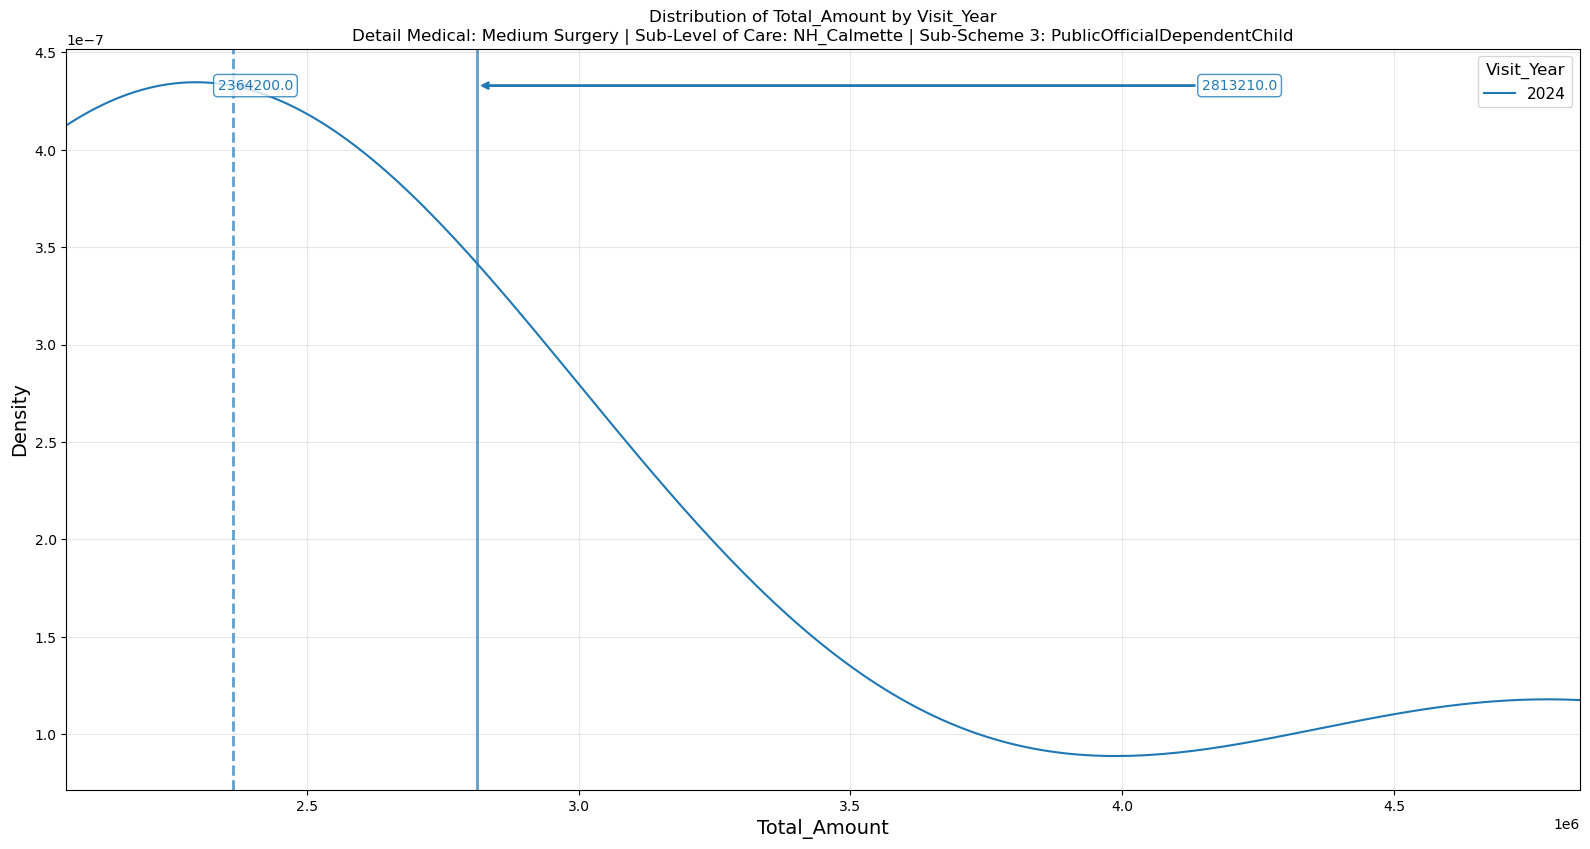 Distribution of Total_Amount by Visit_Year
Detail Medical: Medium Surgery | Sub-Level of Care: NH_Calmette | Sub-Scheme 3: PublicOfficialDependentChild
1e−7
4.5
4.0
3.5
3.0
2.5
2.0
1.5
1.0
Density
2364200.0
2813210.0
Visit_Year
2024
2.5
3.0
3.5
4.0
4.5
1e6
Total_Amount